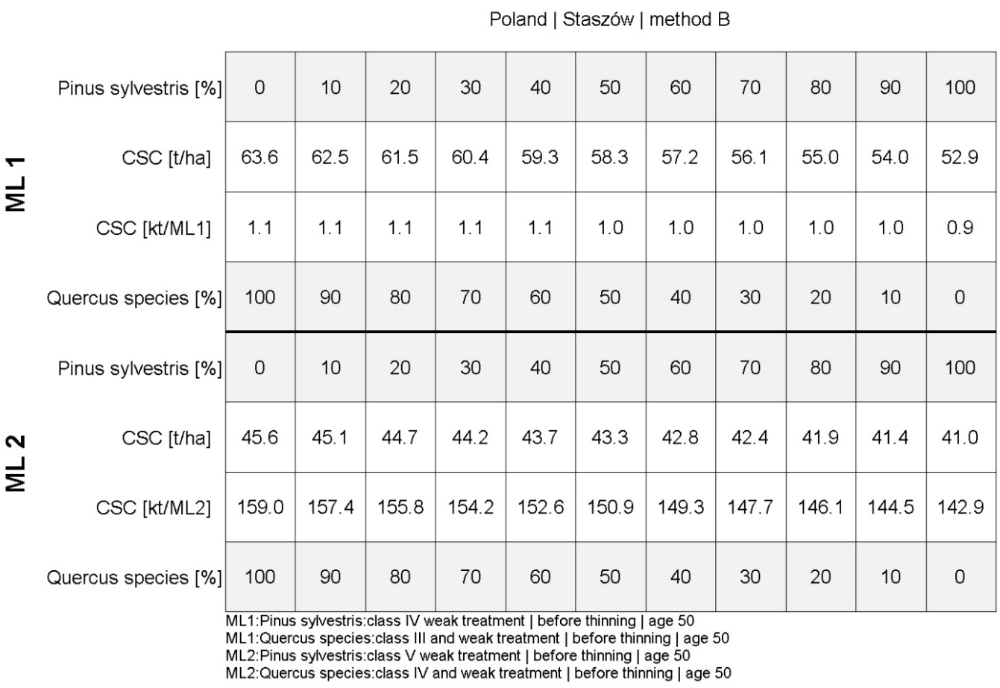 Poland | Staszów | method B
Pinus sylvestris [%] 0 10 20 30 40 50 60 70 80 90 100
CSC [t/ha] 63.6 62.5 61.5 60.4 59.3 58.3 57.2 56.1 55.0 54.0 52.9
ML 1
CSC [kt/ML1] 1.1 1.1 1.1 1.1 1.1 1.0 1.0 1.0 1.0 1.0 0.9
Quercus species [%] 100 90 80 70 60 50 40 30 20 10 0
Pinus sylvestris [%] 0 10 20 30 40 50 60 70 80 90 100
CSC [t/ha] 45.6 45.1 44.7 44.2 43.7 43.3 42.8 42.4 41.9 41.4 41.0
ML 2
CSC [kt/ML2] 159.0 157.4 155.8 154.2 152.6 150.9 149.3 147.7 146.1 144.5 142.9
Quercus species [%] 100 90 80 70 60 50 40 30 20 10 0
ML1:Pinus sylvestris:class IV weak treatment | before thinning | age 50
ML1:Quercus species:class III and weak treatment | before thinning | age 50
ML2:Pinus sylvestris:class V weak treatment | before thinning | age 50
ML2:Quercus species:class IV and weak treatment | before thinning | age 50